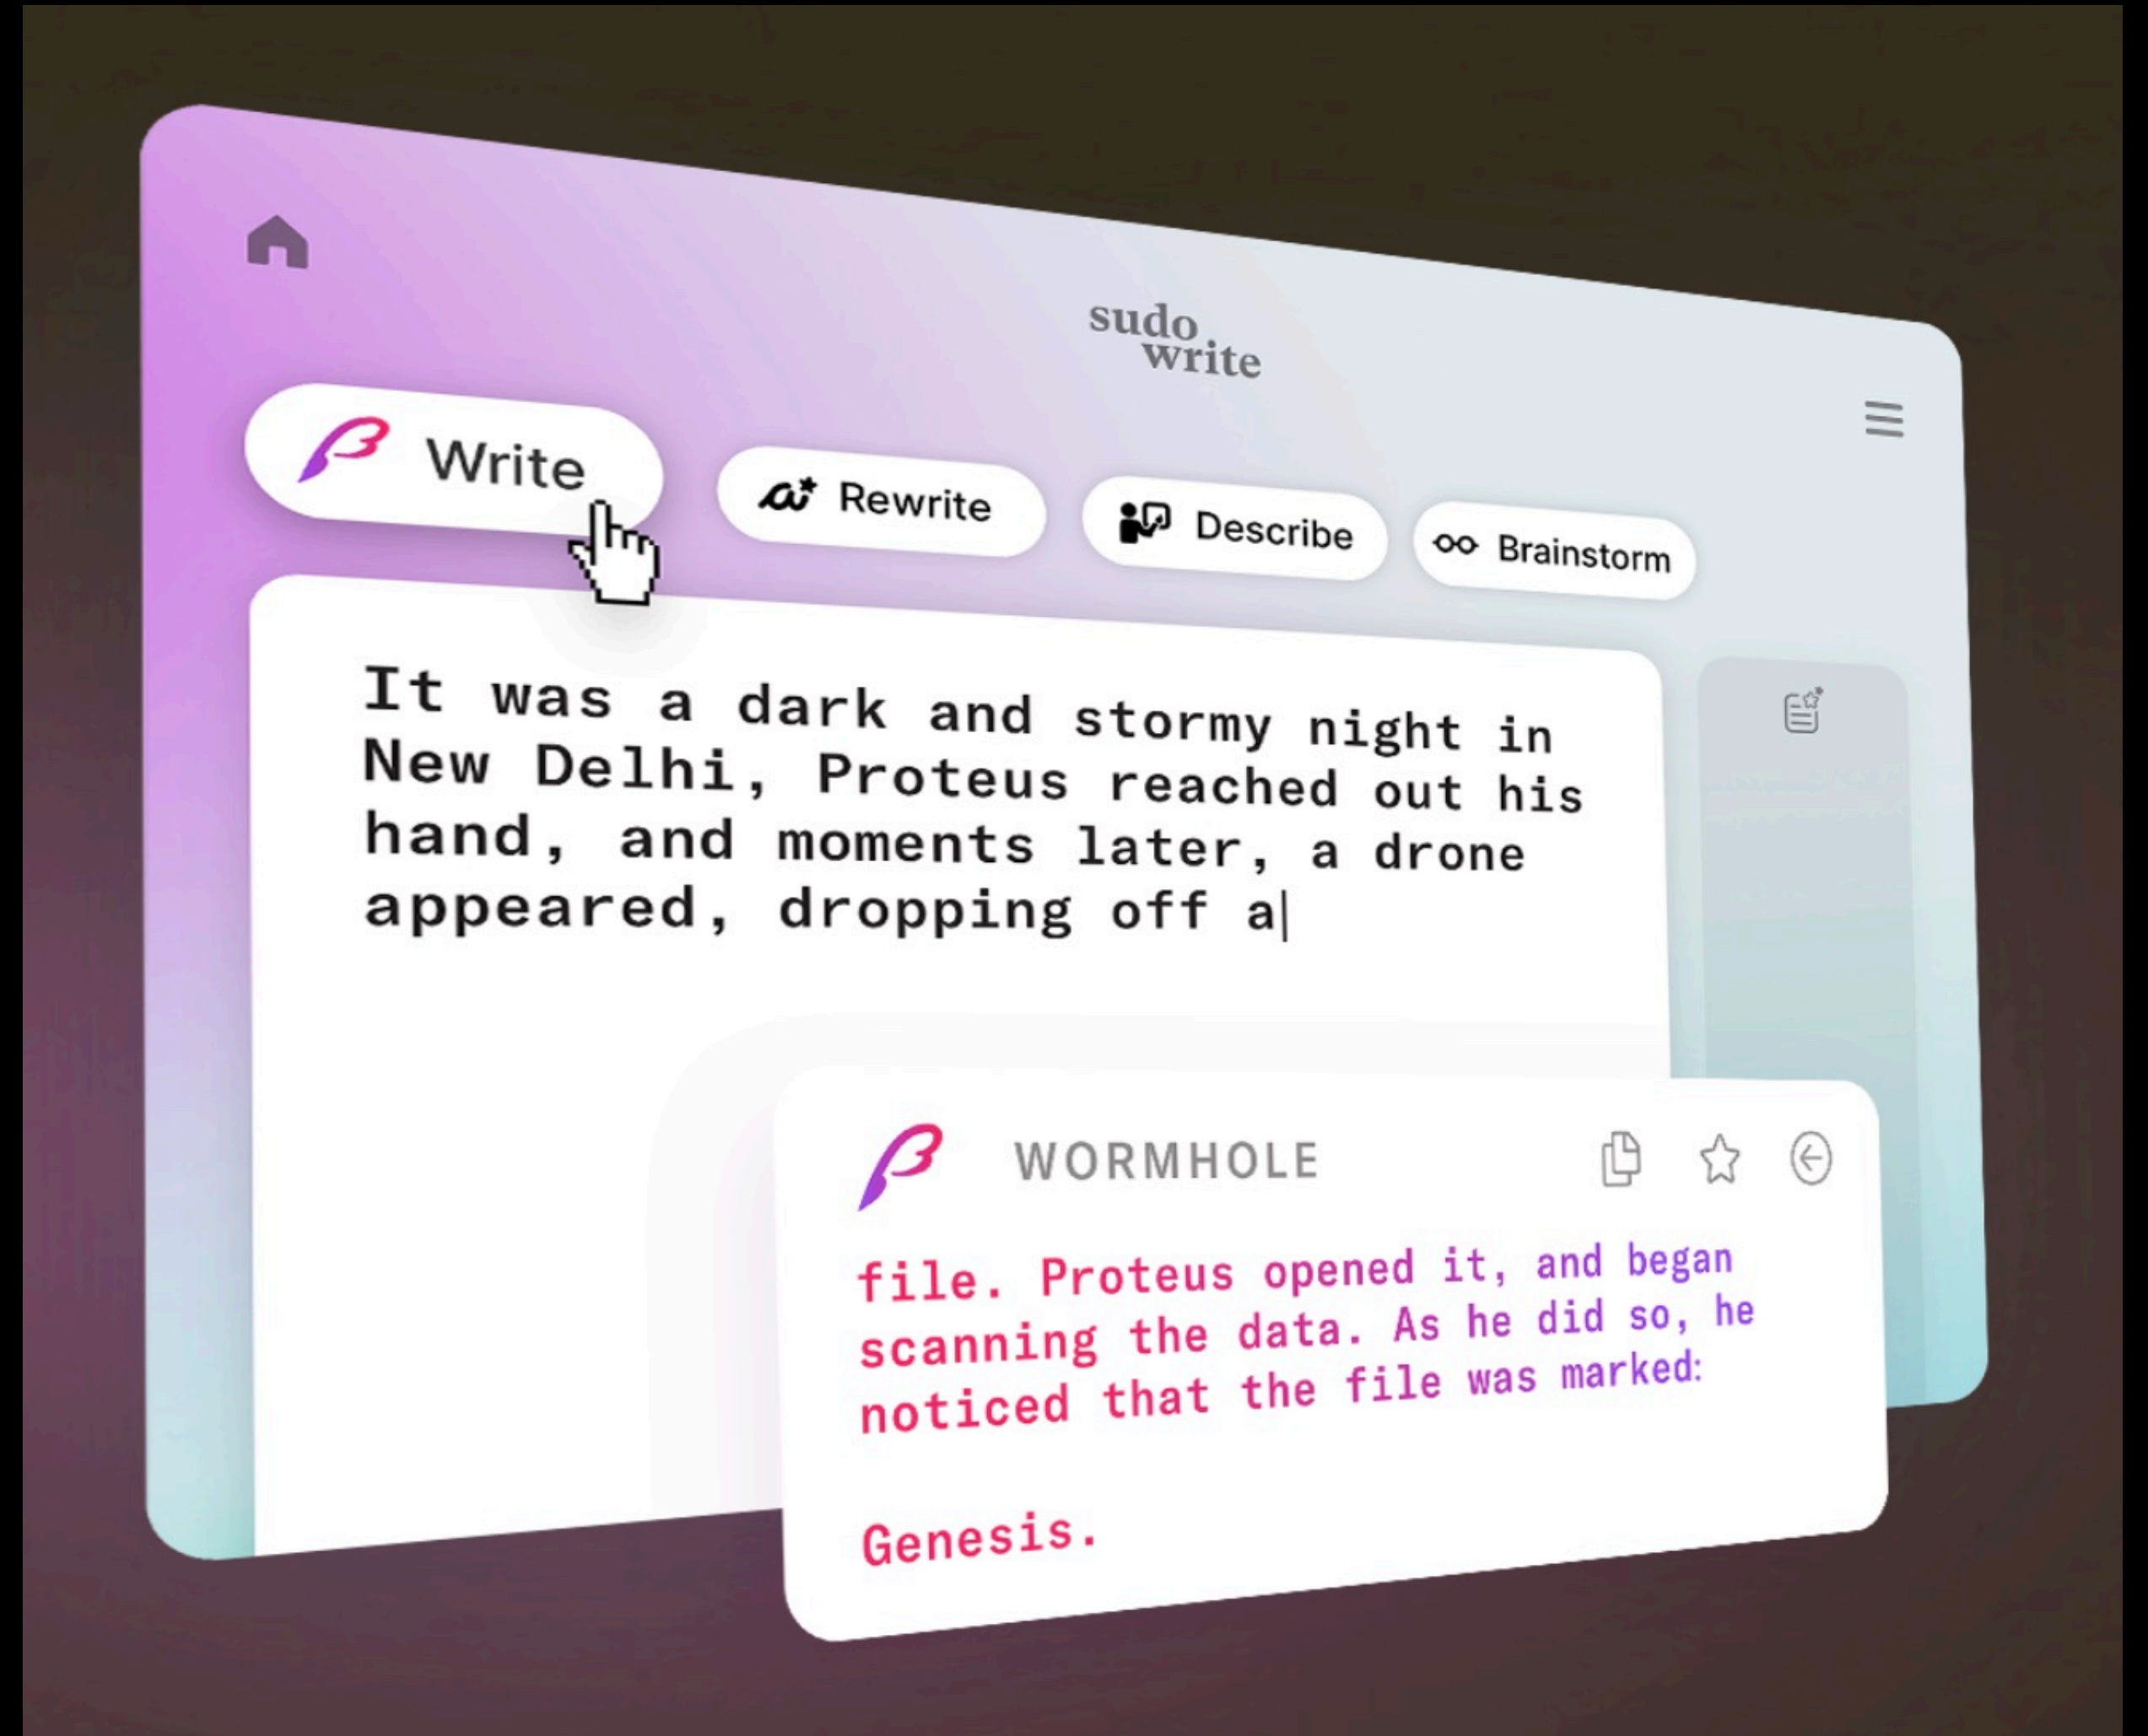 sudo
write
Write
Rewrite
Describe
Brainstorm
It was a dark and stormy night in
New Delhi, Proteus reached out his
hand, and moments later, a drone
appeared, dropping off a
WORMHOLE
file. Proteus opened it, and began
scanning the data. As he did so, he
noticed that the file was marked:
Genesis.